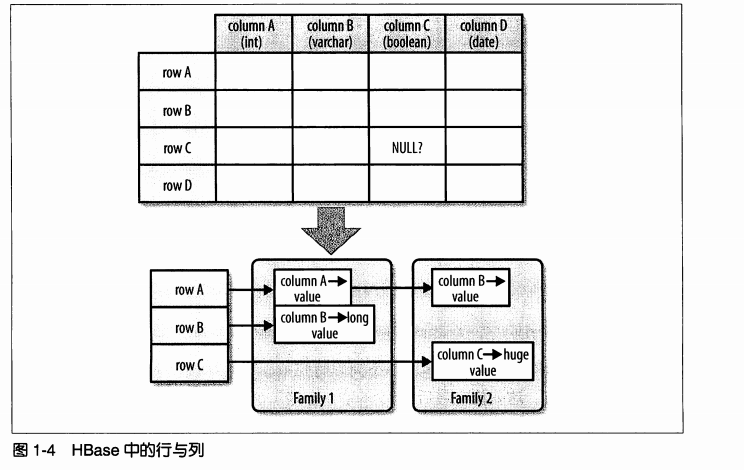 column A column B column C column D
(int) (varchar) (boolean) (date)
row A
row B
row C NULL?
row D
row A column A→ column B→
value value
row B column B→long
value
row C column C→huge
value
Family 1 Family 2
图 1-4 HBase 中的行与列